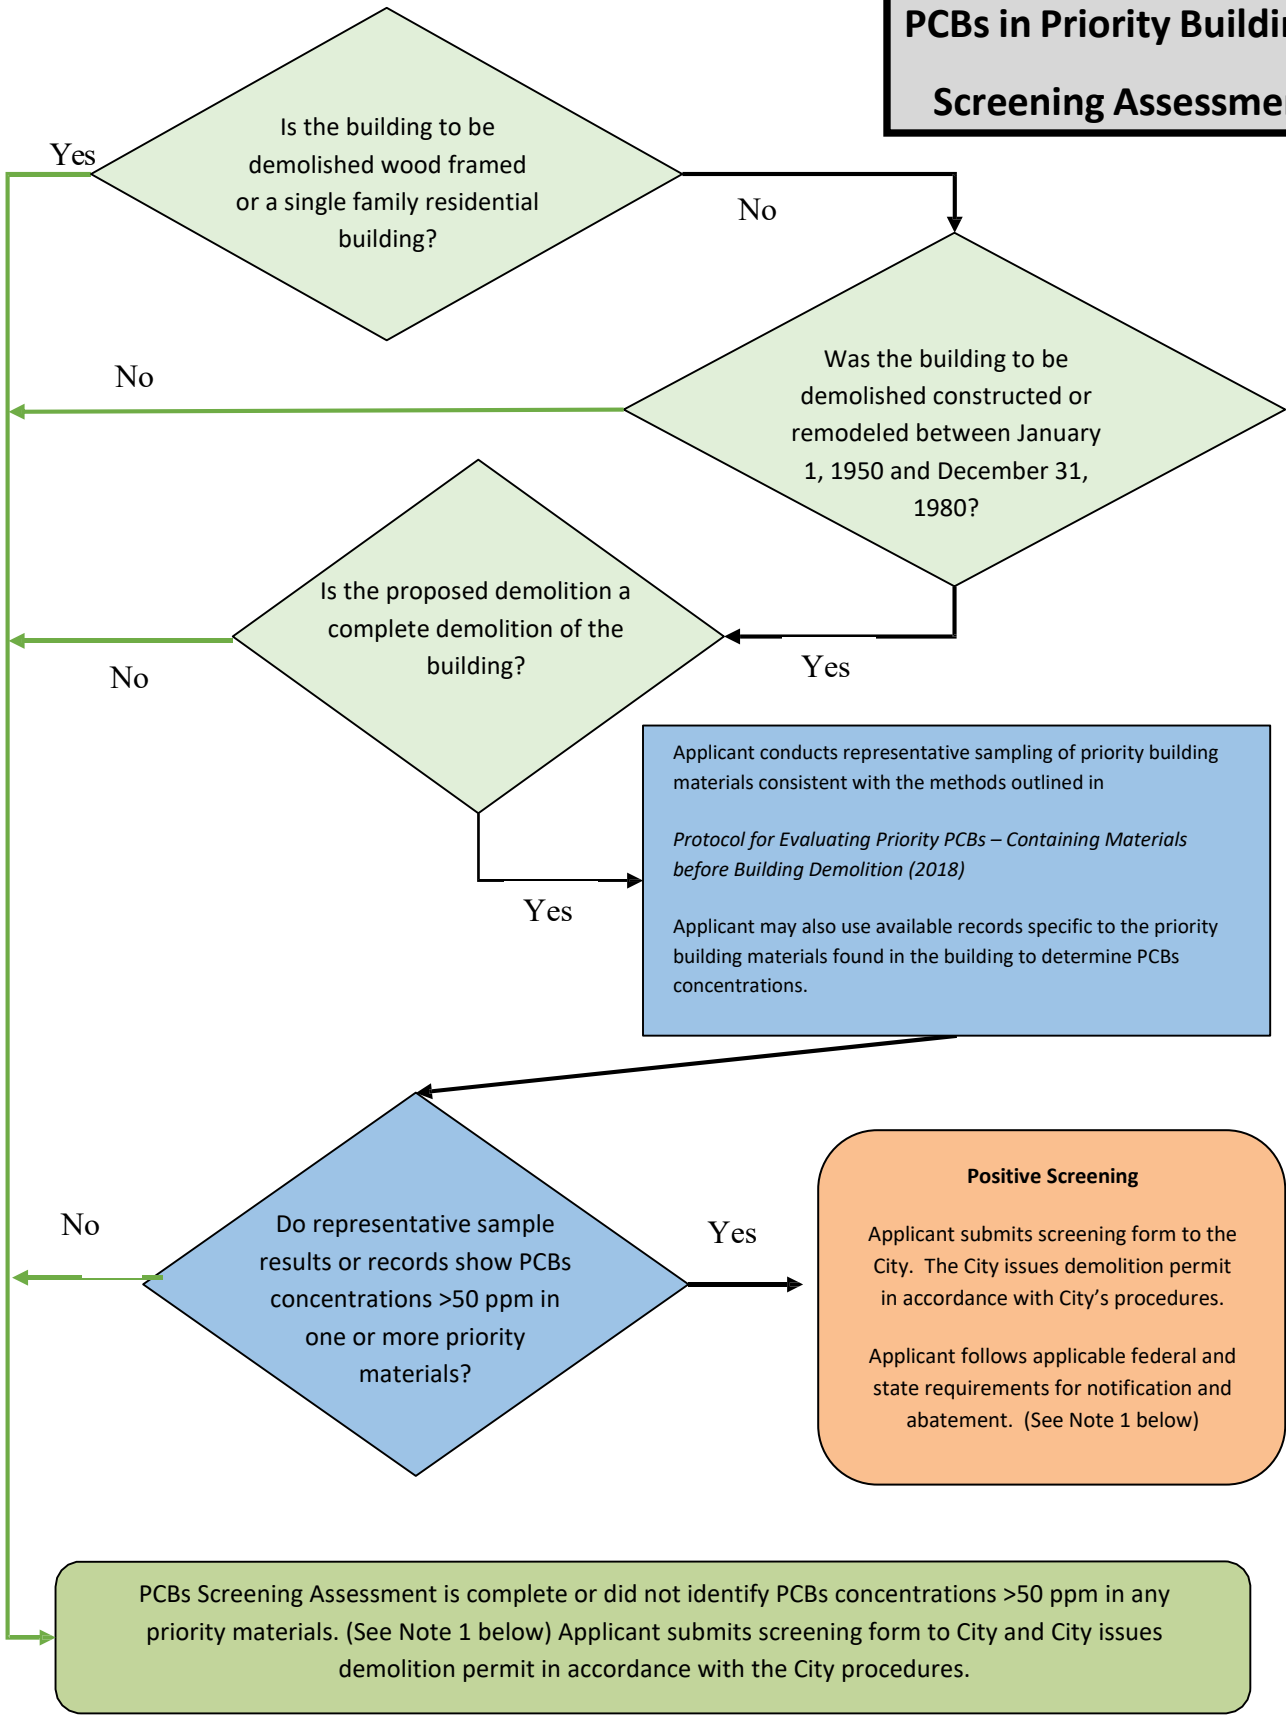 PCBs in Priority Buildin
Screening Assessme
Is the building to be
demolished wood framed
or a single family residential
building?
Yes
No
Was the building to be
demolished constructed or
remodeled between January
1, 1950 and December 31,
1980?
No
Yes
Is the proposed demolition a
complete demolition of the
building?
No
Yes
Applicant conducts representative sampling of priority building
materials consistent with the methods outlined in
Protocol for Evaluating Priority PCBs – Containing Materials
before Building Demolition (2018)
Applicant may also use available records specific to the priority
building materials found in the building to determine PCBs
concentrations.
Do representative sample
results or records show PCBs
concentrations >50 ppm in
one or more priority
materials?
No
Yes
Positive Screening
Applicant submits screening form to the
City. The City issues demolition permit
in accordance with City’s procedures.
Applicant follows applicable federal and
state requirements for notification and
abatement. (See Note 1 below)
PCBs Screening Assessment is complete or did not identify PCBs concentrations >50 ppm in any
priority materials. (See Note 1 below) Applicant submits screening form to City and City issues
demolition permit in accordance with the City procedures.